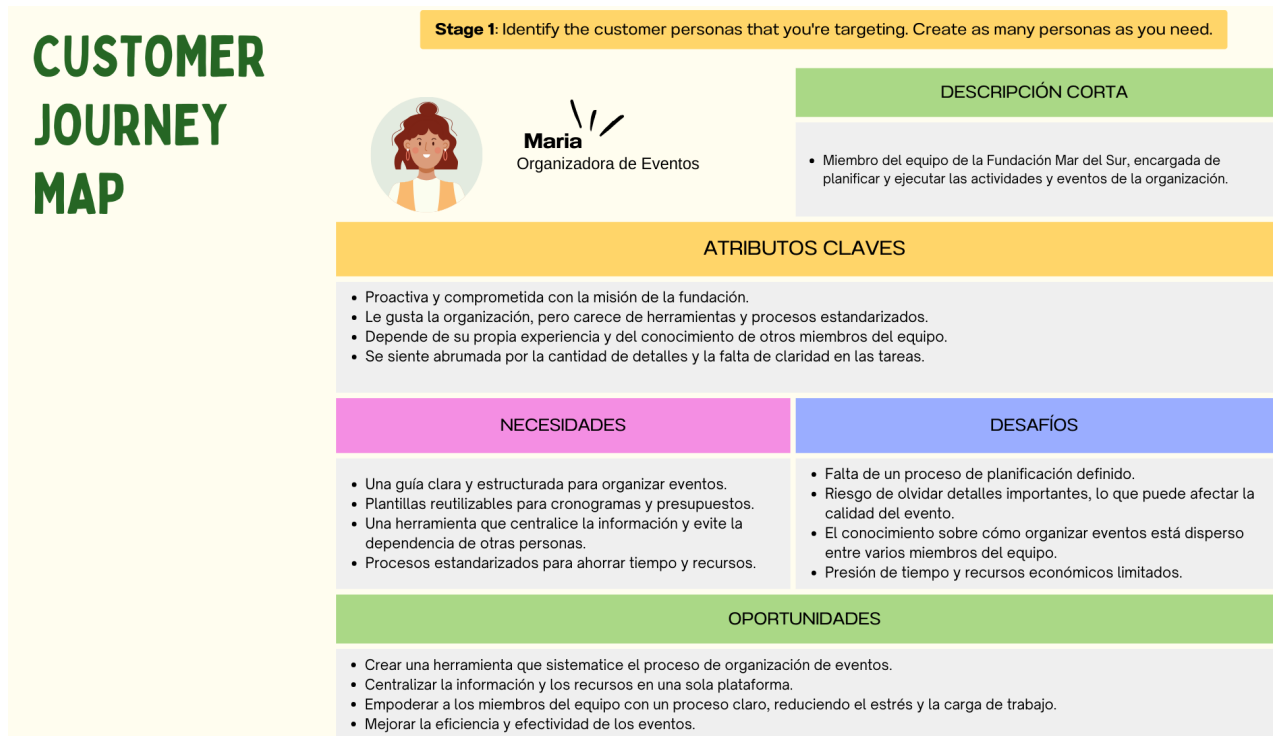 CUSTOMER
JOURNEY
MAP
Stage 1: Identify the customer personas that you're targeting. Create as many personas as you need.
Maria
Organizadora de Eventos
DESCRIPCIÓN CORTA
• Miembro del equipo de la Fundación Mar del Sur, encargada de
planificar y ejecutar las actividades y eventos de la organización.
ATRIBUTOS CLAVES
• Proactiva y comprometida con la misión de la fundación.
• Le gusta la organización, pero carece de herramientas y procesos estandarizados.
• Depende de su propia experiencia y del conocimiento de otros miembros del equipo.
• Se siente abrumada por la cantidad de detalles y la falta de claridad en las tareas.
NECESIDADES
• Una guía clara y estructurada para organizar eventos.
• Plantillas reutilizables para cronogramas y presupuestos.
• Una herramienta que centralice la información y evite la
dependencia de otras personas.
• Procesos estandarizados para ahorrar tiempo y recursos.
DESAFÍOS
• Falta de un proceso de planificación definido.
• Riesgo de olvidar detalles importantes, lo que puede afectar la
calidad del evento.
• El conocimiento sobre cómo organizar eventos está disperso
entre varios miembros del equipo.
• Presión de tiempo y recursos económicos limitados.
OPORTUNIDADES
• Crear una herramienta que sistematice el proceso de organización de eventos.
• Centralizar la información y los recursos en una sola plataforma.
• Empoderar a los miembros del equipo con un proceso claro, reduciendo el estrés y la carga de trabajo.
• Mejorar la eficiencia y efectividad de los eventos.